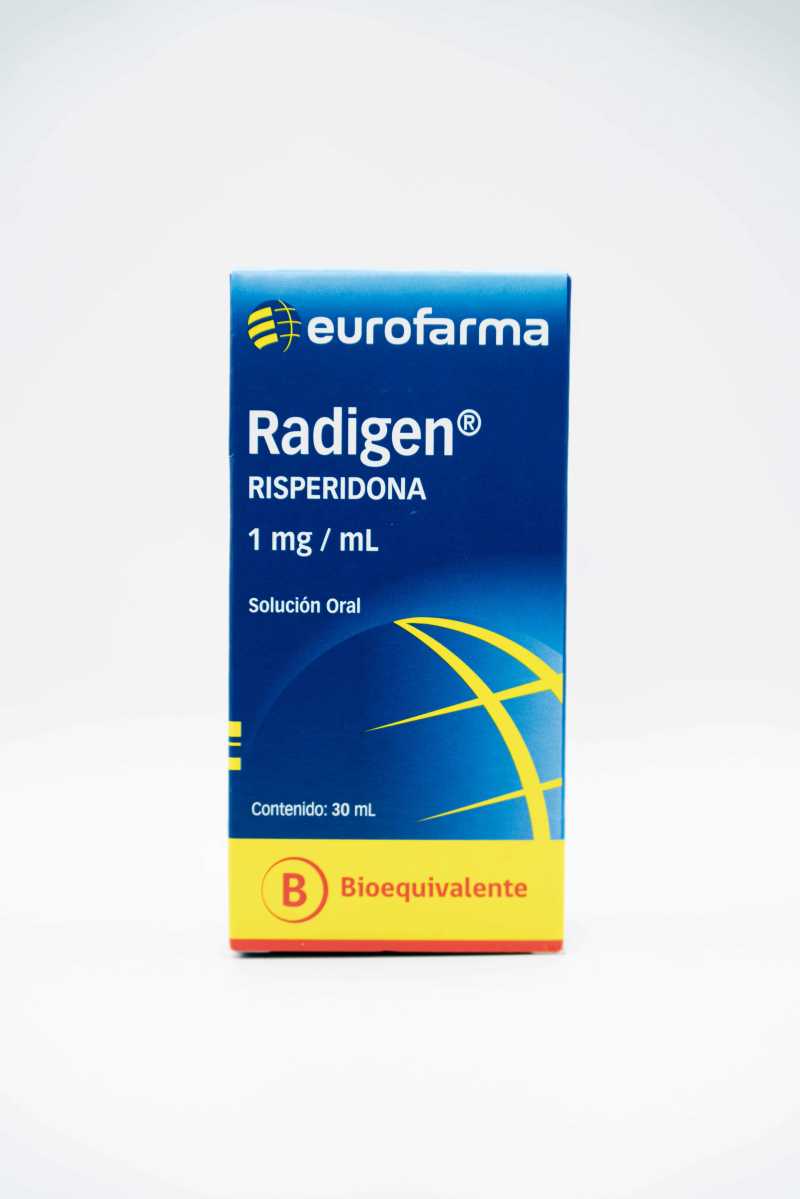 eurofarma
Radigen®
RISPERIDONA
1 mg / mL
Solución Oral
Contenido: 30 mL
B Bioequivalente